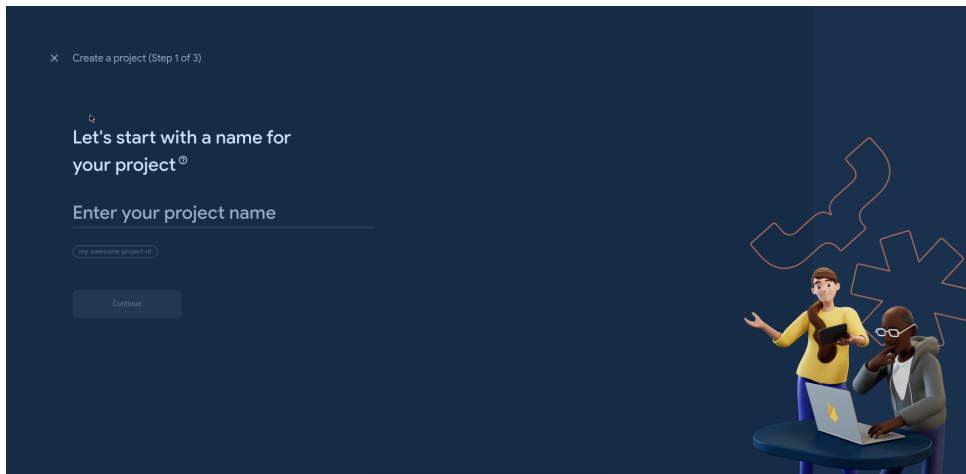 Create a project (Step 1 of 3)
Let's start with a name for
your project
Enter your project name
my-awesome-project-id
Continue